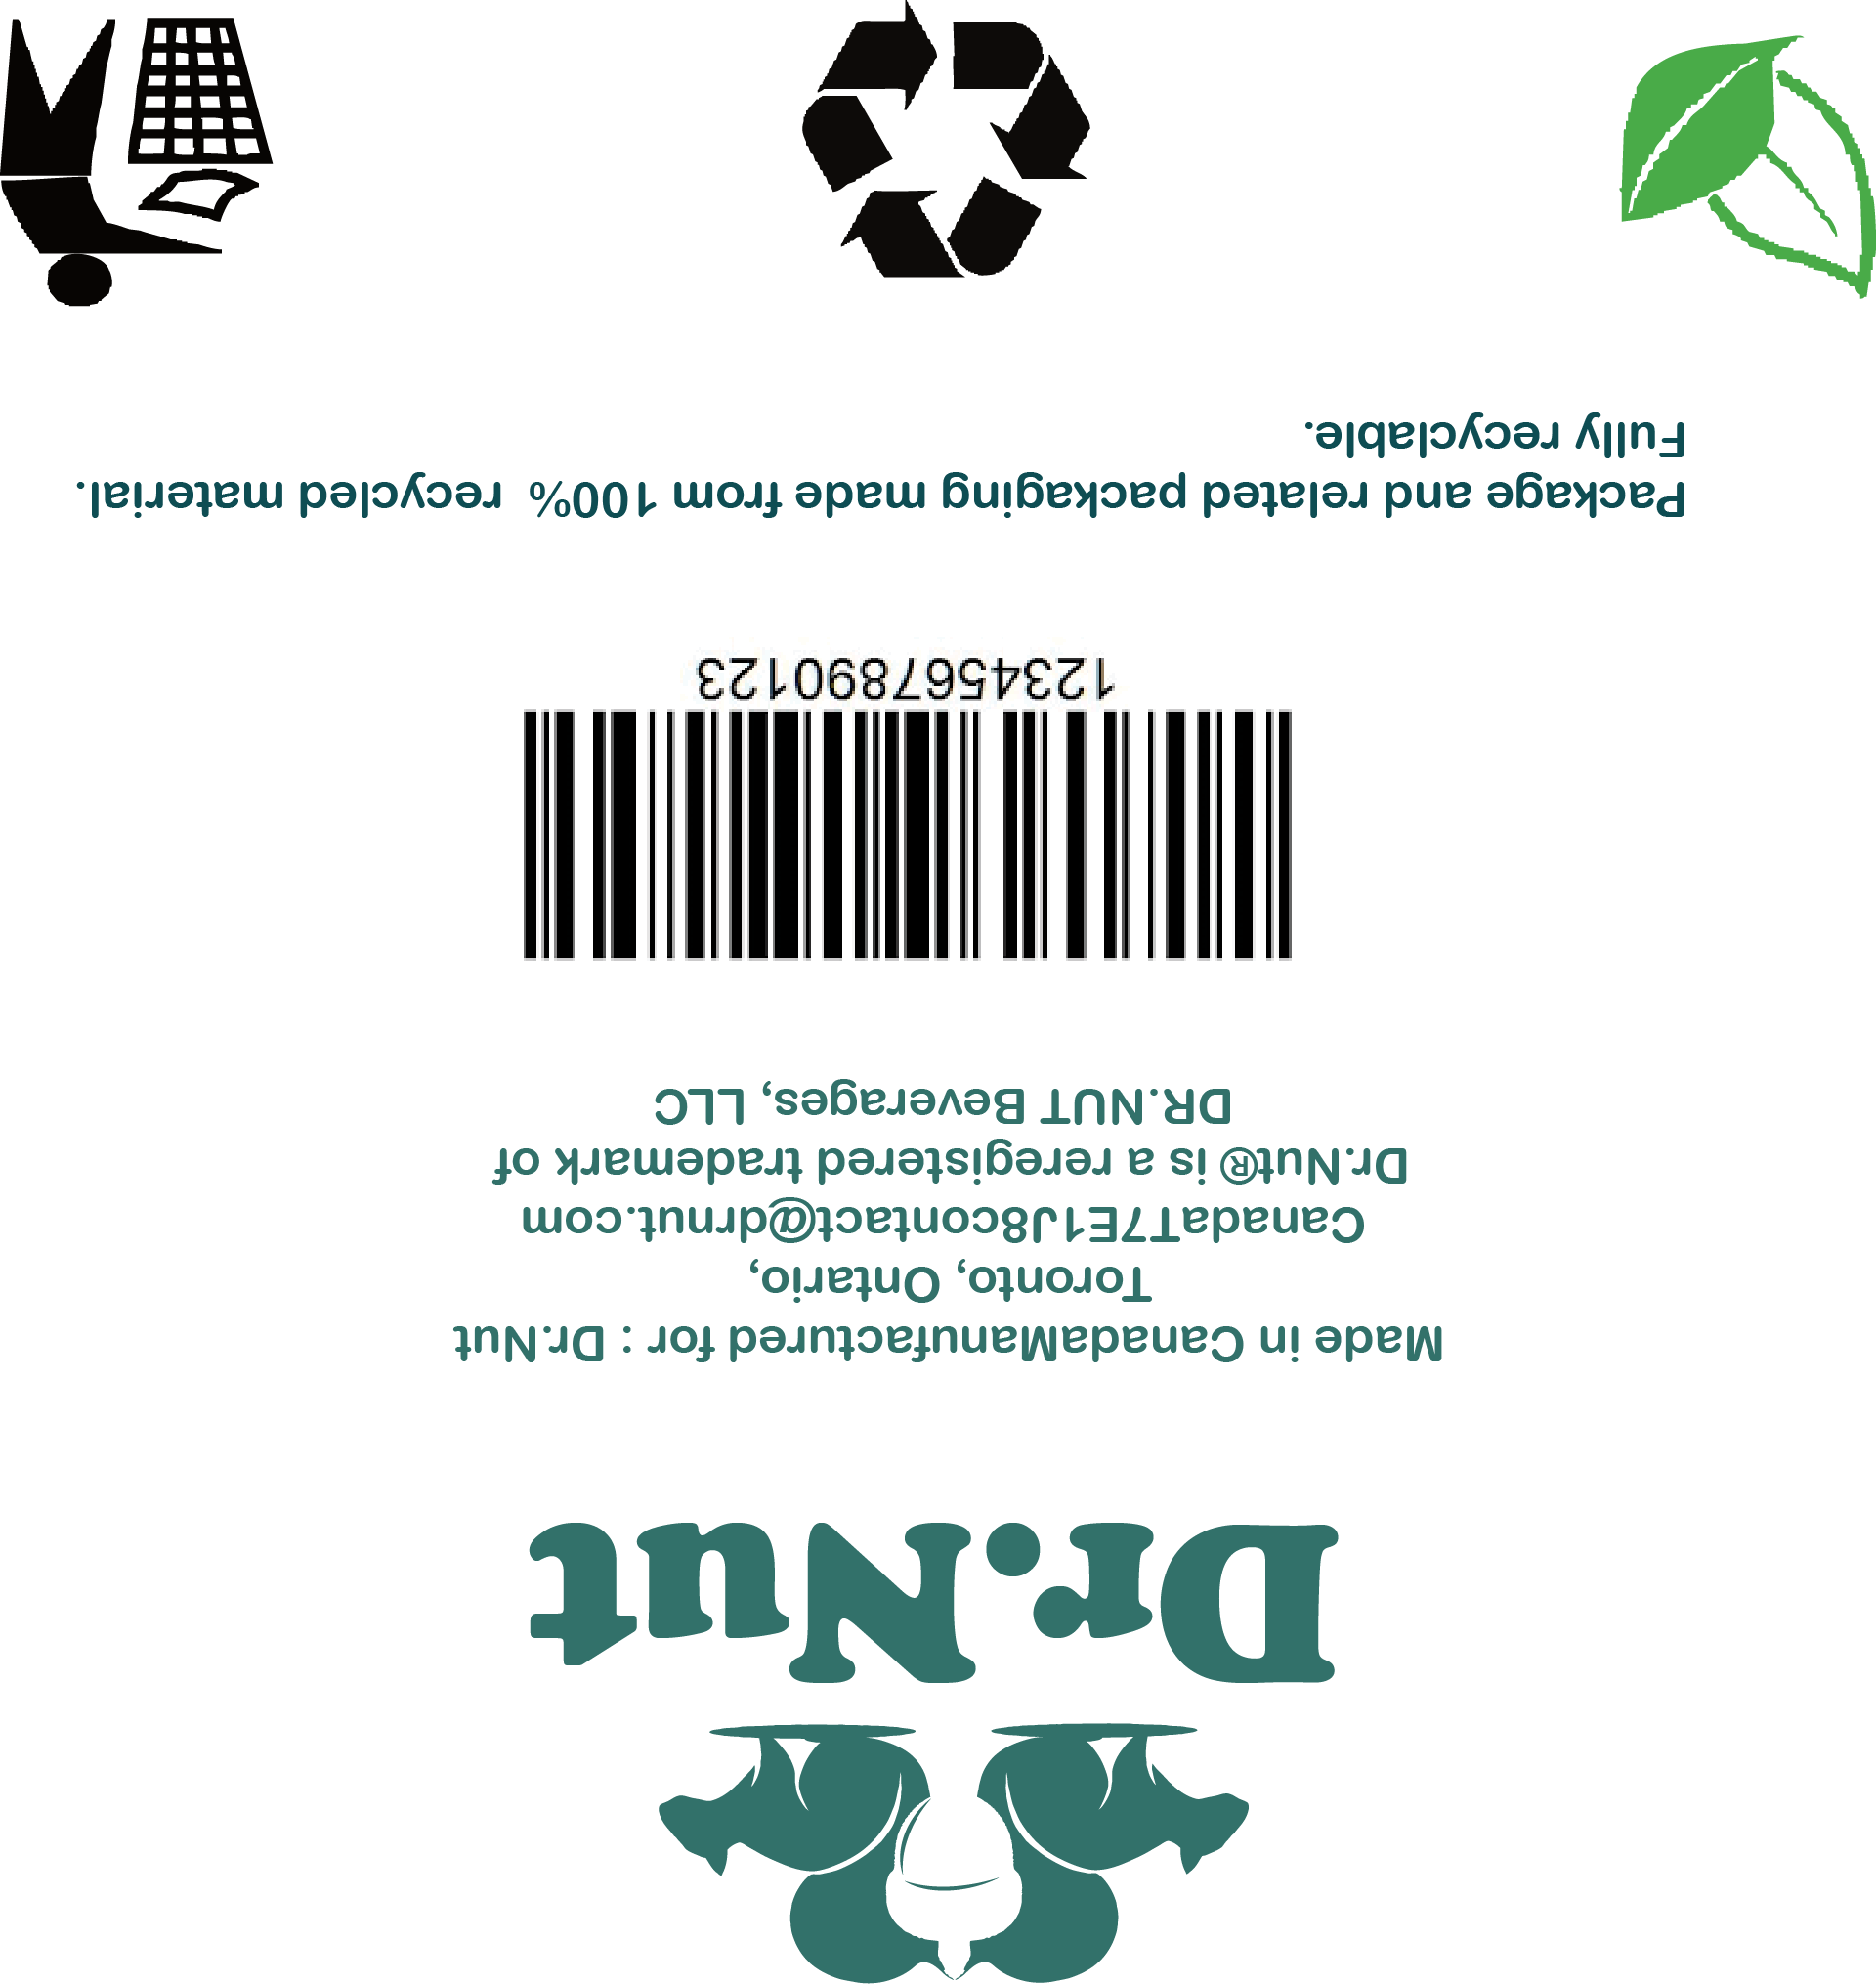 Dr.Nut
Made in CanadaManufactured for : Dr.Nut
Toronto, Ontario,
CanadaT7E1J8contact@drnut.com
Dr.Nut® is a reregistered trademark of
DR.NUT Beverages, LLC
1234567890123
Package and related packaging made from 100% recycled material.
Fully recyclable.